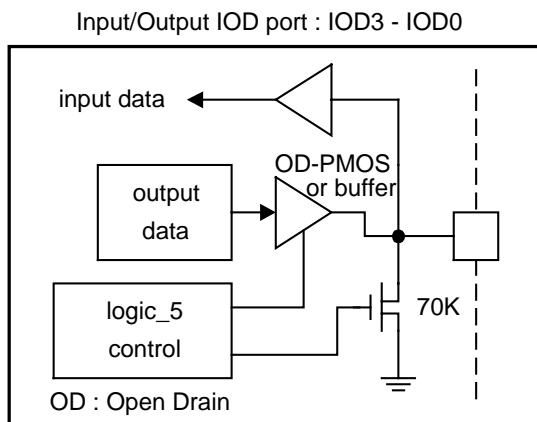 Input/Output IOD port : IOD3 - IOD0
input data
OD-PMOS
or buffer
output
data
logic_5
control
70K
OD : Open Drain